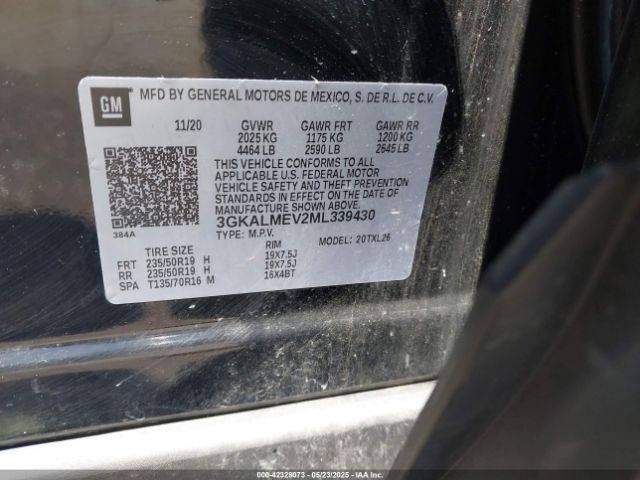 GM
MFD BY GENERAL MOTORS DE MEXICO, S. DE R.L. DE C.V.
11/20 GVWR GAWR FRT GAWR RR
2025 KG 1175 KG 1200 KG
4464 LB 2590 LB 2645 LB
THIS VEHICLE CONFORMS TO ALL
APPLICABLE U.S. FEDERAL MOTOR
VEHICLE SAFETY AND THEFT PREVENTION
STANDARDS IN EFFECT ON THE DATE OF
MANUFACTURE SHOWN ABOVE.
3GKALMEV2ML339430
384A TYPE: M.P.V. MODEL: 20TXL26
TIRE SIZE RIM
FRT 235/50R19 H 19X7.5J
RR 235/50R19 H 19X7.5J
SPA T135/70R16 M 16X4BT
000-42328073 — 05/23/2025 — IAAI.COM